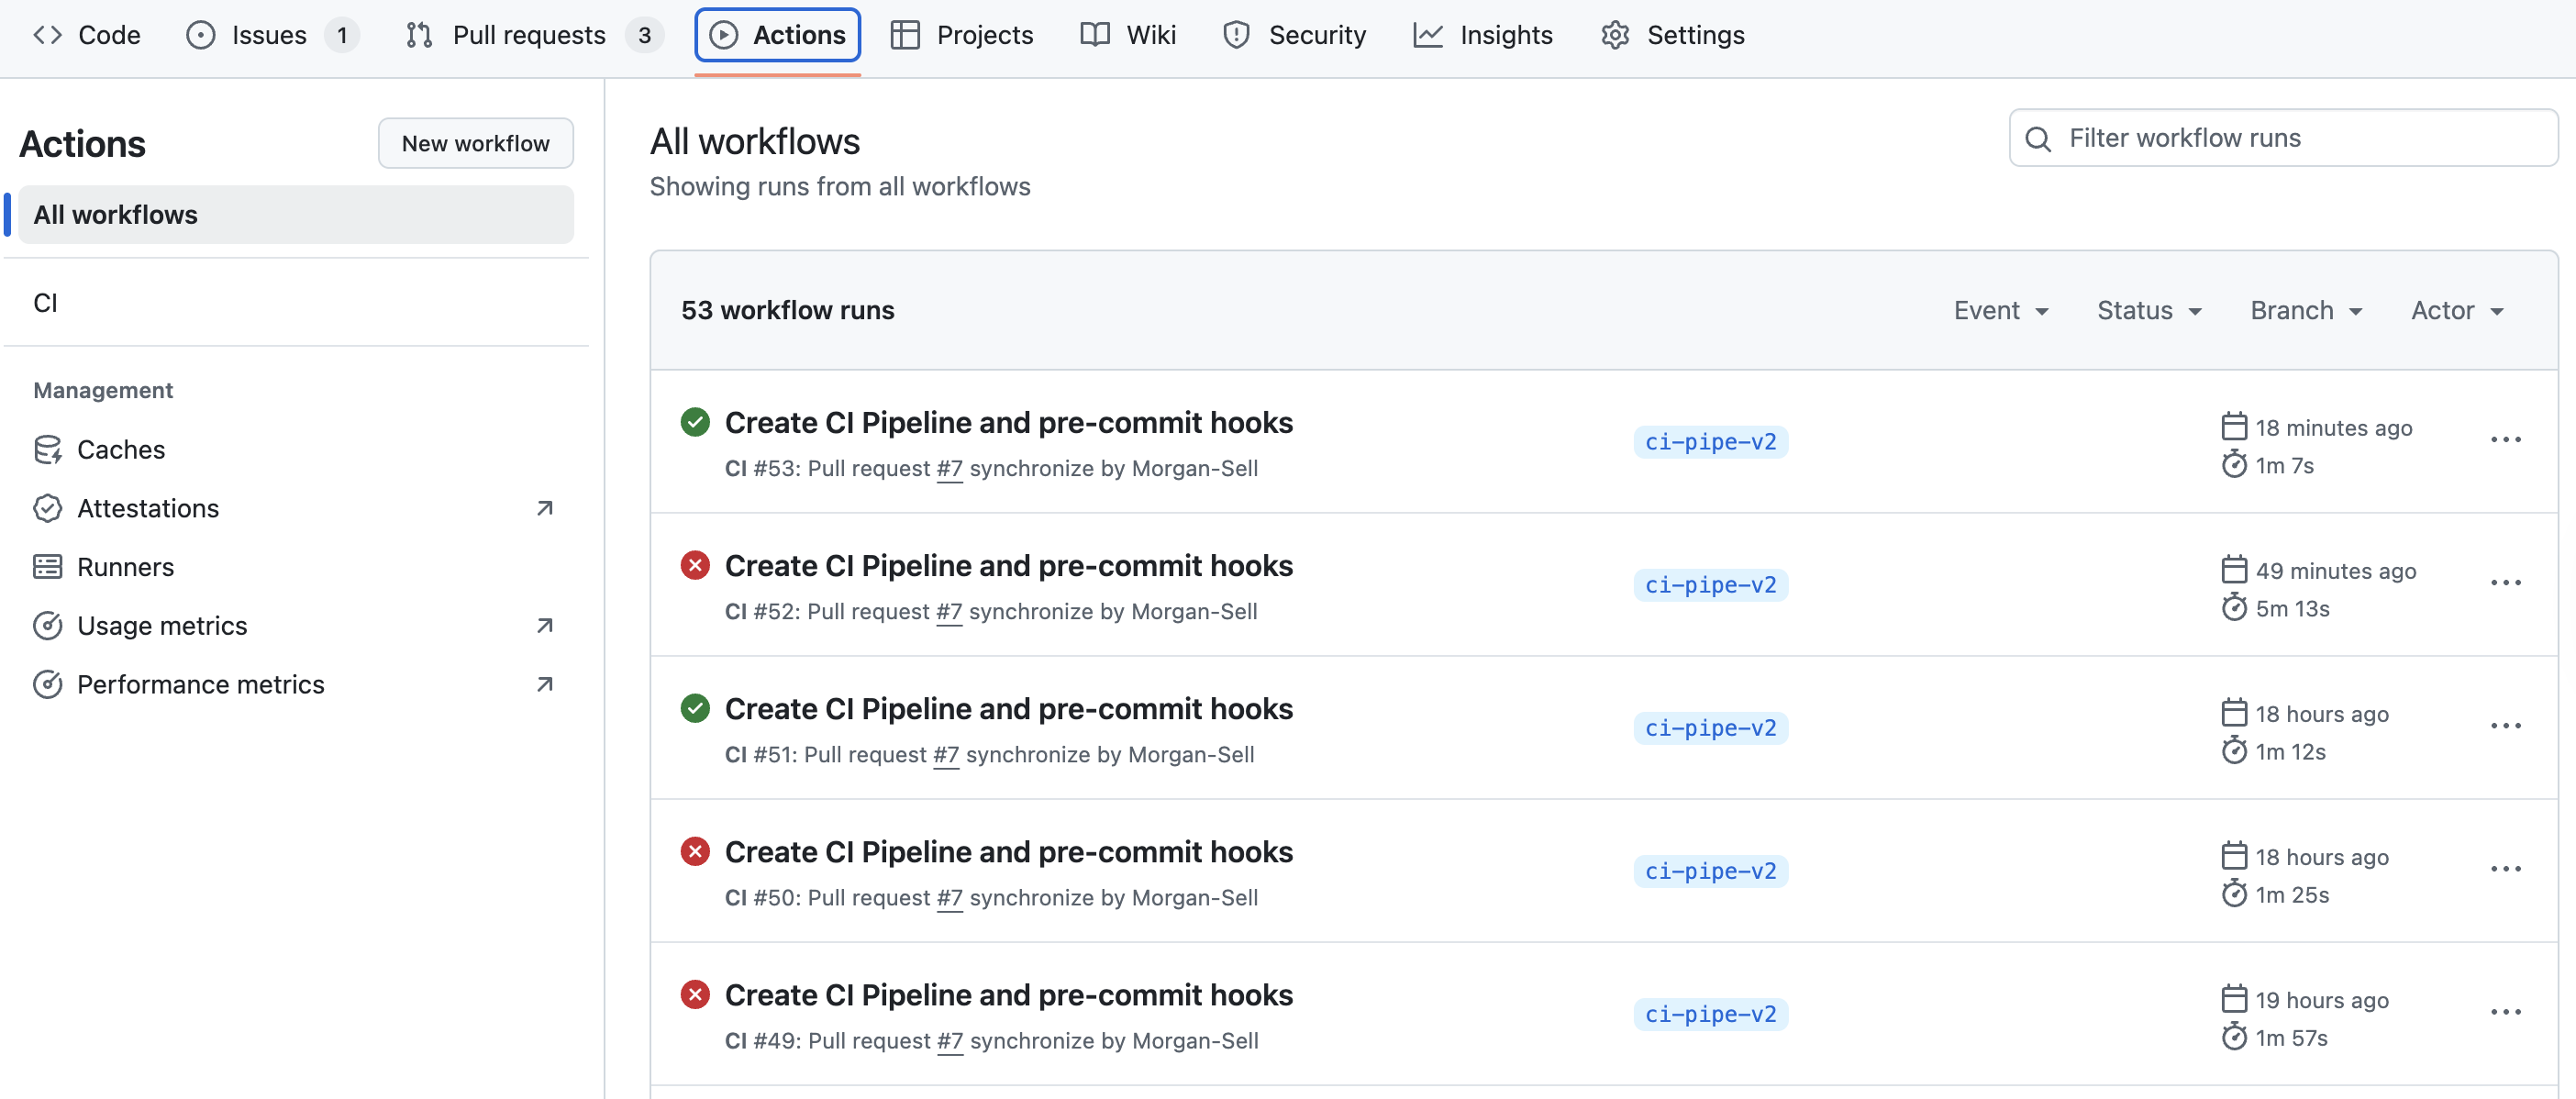 Code Issues 1 Pull requests 3 Actions Projects Wiki Security Insights Settings
Actions
New workflow
All workflows
CI
Management
Caches
Attestations
Runners
Usage metrics
Performance metrics
All workflows
Showing runs from all workflows
Filter workflow runs
53 workflow runs
Event Status Branch Actor
Create CI Pipeline and pre-commit hooks
CI #53: Pull request #7 synchronize by Morgan-Sell
ci-pipe-v2
18 minutes ago
1m 7s
Create CI Pipeline and pre-commit hooks
CI #52: Pull request #7 synchronize by Morgan-Sell
ci-pipe-v2
49 minutes ago
5m 13s
Create CI Pipeline and pre-commit hooks
CI #51: Pull request #7 synchronize by Morgan-Sell
ci-pipe-v2
18 hours ago
1m 12s
Create CI Pipeline and pre-commit hooks
CI #50: Pull request #7 synchronize by Morgan-Sell
ci-pipe-v2
18 hours ago
1m 25s
Create CI Pipeline and pre-commit hooks
CI #49: Pull request #7 synchronize by Morgan-Sell
ci-pipe-v2
19 hours ago
1m 57s